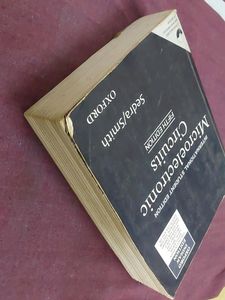 INTERNATIONAL STUDENT EDITION
Microelectronic
Circuits
FIFTH EDITION
Sedra/Smith
OXFORD